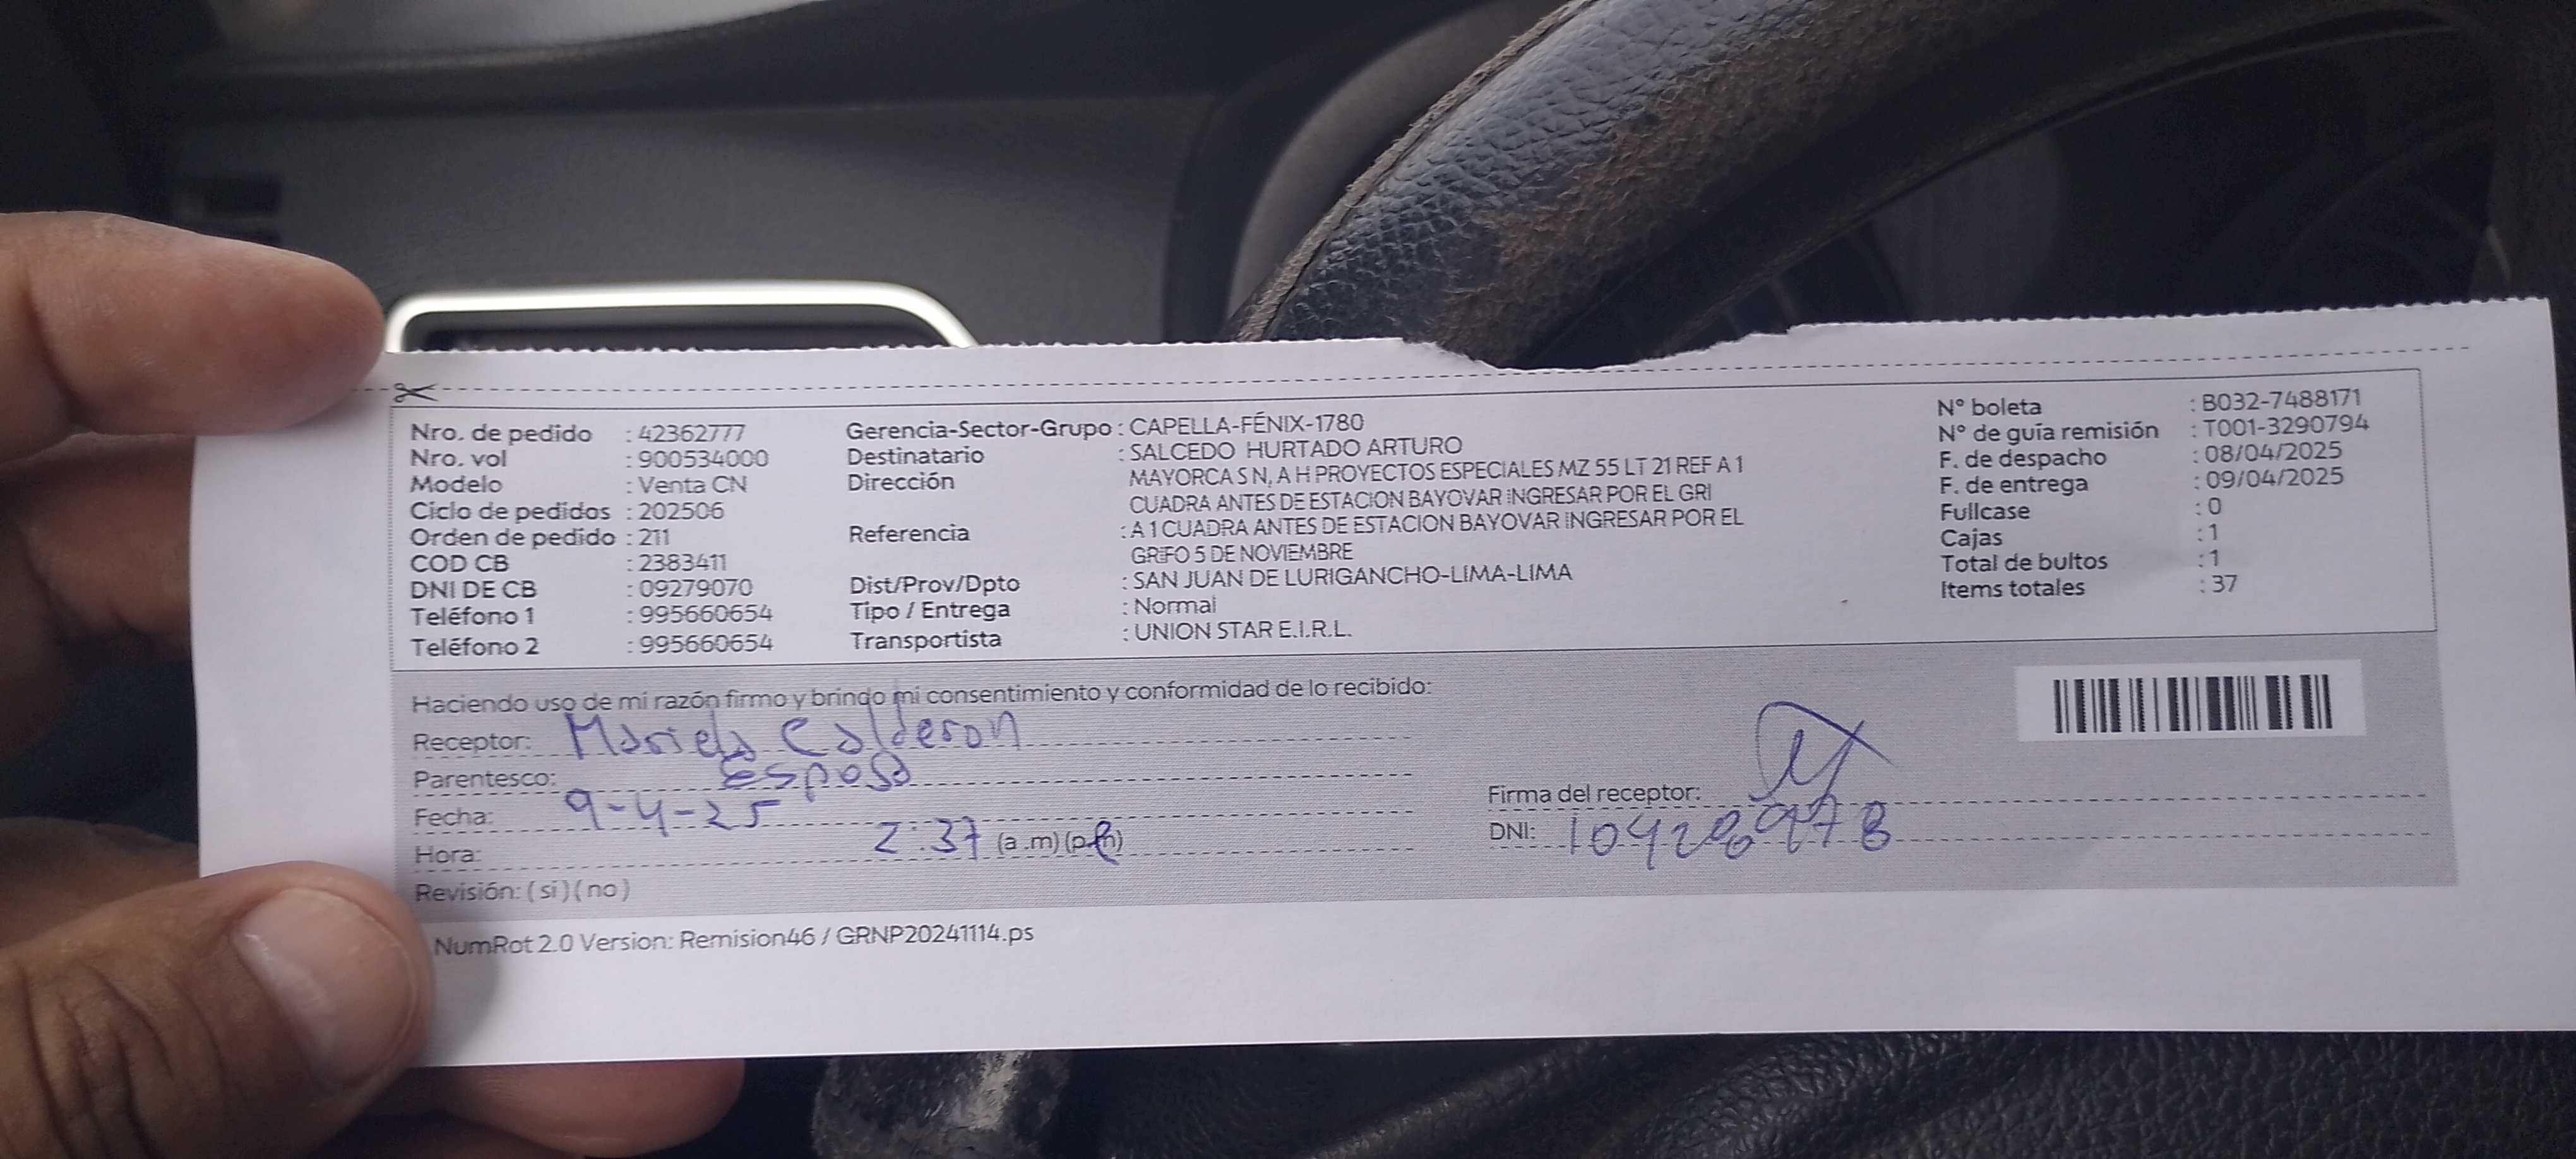 Nro. de pedido : 42362777
Nro. vol : 900534000
Modelo : Venta CN
Ciclo de pedidos : 202506
Orden de pedido : 211
COD CB : 2383411
DNI DE CB : 09279070
Teléfono 1 : 995660654
Teléfono 2 : 995660654
Gerencia-Sector-Grupo : CAPELLA-FÉNIX-1780
Destinatario : SALCEDO HURTADO ARTURO
Dirección MAYORCA S N, A H PROYECTOS ESPECIALES MZ 55 LT 21 REF A 1
CUADRA ANTES DE ESTACION BAYOVAR INGRESAR POR EL GRI
Referencia : A 1 CUADRA ANTES DE ESTACION BAYOVAR INGRESAR POR EL
GRIFO 5 DE NOVIEMBRE
Dist/Prov/Dpto : SAN JUAN DE LURIGANCHO-LIMA-LIMA
Tipo / Entrega : Normal
Transportista : UNION STAR E.I.R.L.
N° boleta : B032-7488171
N° de guía remisión : T001-3290794
F. de despacho : 08/04/2025
F. de entrega : 09/04/2025
Fullcase : 0
Cajas : 1
Total de bultos : 1
Items totales : 37
Haciendo uso de mi razón firmo y brindo mi consentimiento y conformidad de lo recibido:
Receptor: Mariela Calderon
Parentesco: Esposa
Fecha: 9-4-25
Hora: 2:37 (a.m) (p.m)
Revisión: (si) (no)
Firma del receptor:
DNI:
NumRot 2.0 Version: Remision46 / GRNP20241114.ps